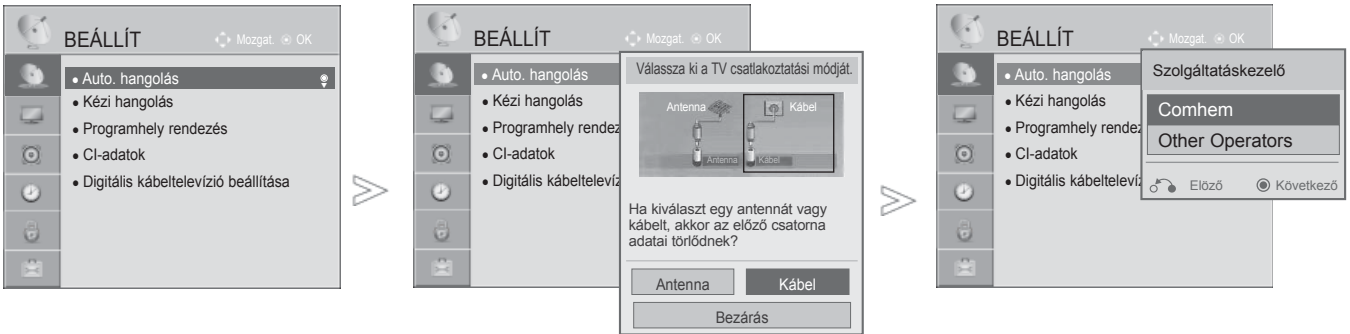 BEÁLLÍT
Mozgat. OK
• Auto. hangolás
• Kézi hangolás
• Programhely rendezés
• CI-adatok
• Digitális kábeltelevízió beállítása
BEÁLLÍT
Mozgat. OK
• Auto. hangolás
• Kézi hangolás
• Programhely rendez
• CI-adatok
• Digitális kábeltelevíz
Válassza ki a TV csatlakoztatási módját.
Antenna
Kábel
Antenna
Kábel
Ha kiválaszt egy antennát vagy
kábelt, akkor az előző csatorna
adatai törlődnek?
Antenna
Kábel
Bezárás
BEÁLLÍT
Mozgat. OK
• Auto. hangolás
• Kézi hangolás
• Programhely rendez
• CI-adatok
• Digitális kábeltelevíz
Szolgáltatáskezelő
Comhem
Other Operators
Elöző
Következő